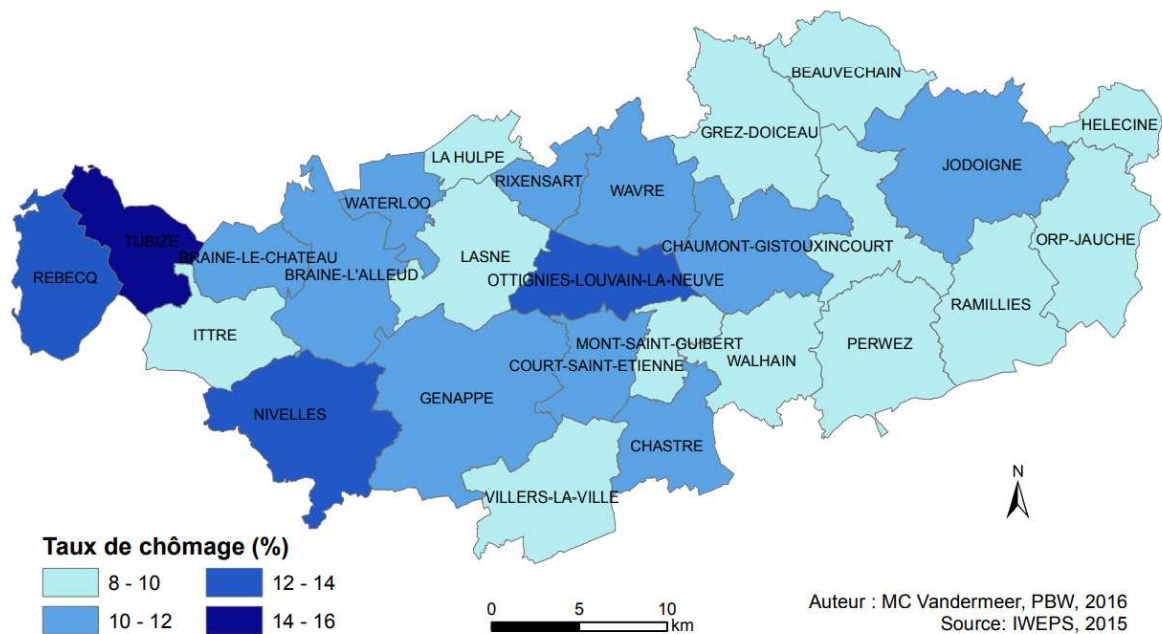 BEAUVECHAIN
HELECINE
GREZ-DOICEAU
LA HULPE
JODOIGNE
RIXENSART
WAVRE
WATERLOO
TUBIZE
BRAINE-LE-CHATEAU
LASNE
CHAUMONT-GISTOUXINCOURT
ORP-JAUCHE
REBECQ
BRAINE-L'ALLEUD
OTTIGNIES-LOUVAIN-LA-NEUVE
RAMILLIES
ITTRE
MONT-SAINT-GUIBERT
PERWEZ
COURT-SAINT-ETIENNE
WALHAIN
GENAPPE
NIVELLES
CHASTRE
VILLERS-LA-VILLE
N
Taux de chômage (%)
8 - 10
12 - 14
10 - 12
14 - 16
0 5 10
km
Auteur : MC Vandermeer, PBW, 2016
Source: IWEPS, 2015